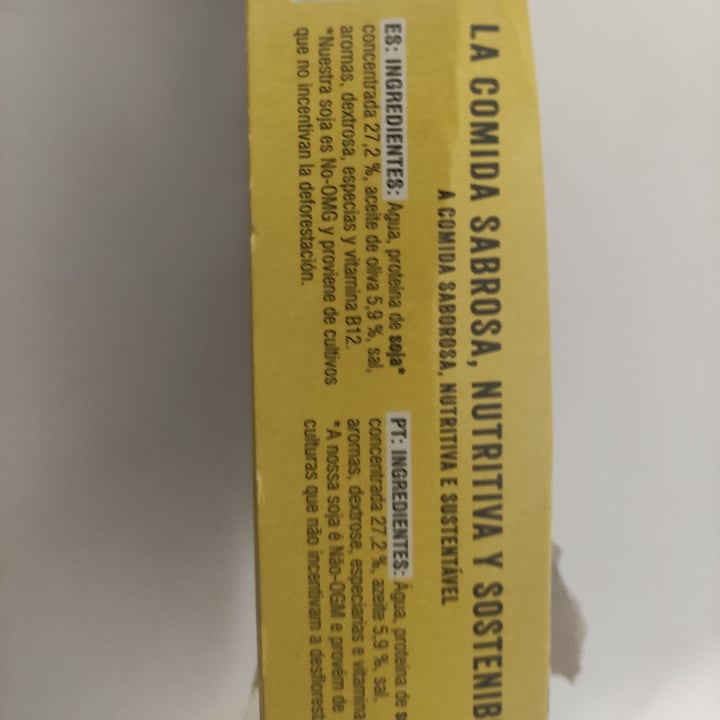 LA COMIDA SABROSA, NUTRITIVA Y
A COMIDA SABOROSA, NUTRITIVA E SUSTENTÁVEL
ES: INGREDIENTES: Agua, proteína de soja*
concentrada 27,2 %, aceite de oliva 5,9 %, sal,
aromas, dextrosa, especias y vitamina B12.
*Nuestra soja es No-OMG y proviene de cultivos
que no incentivan la deforestación.
PT: INGREDIENTES: Água, proteína de
concentrada 27,2 %, azeite 5,9 %, sal,
aromas, dextrose, especiarias e vitamina
*A nossa soja é Não-OGM e provém de
culturas que não incentivam a